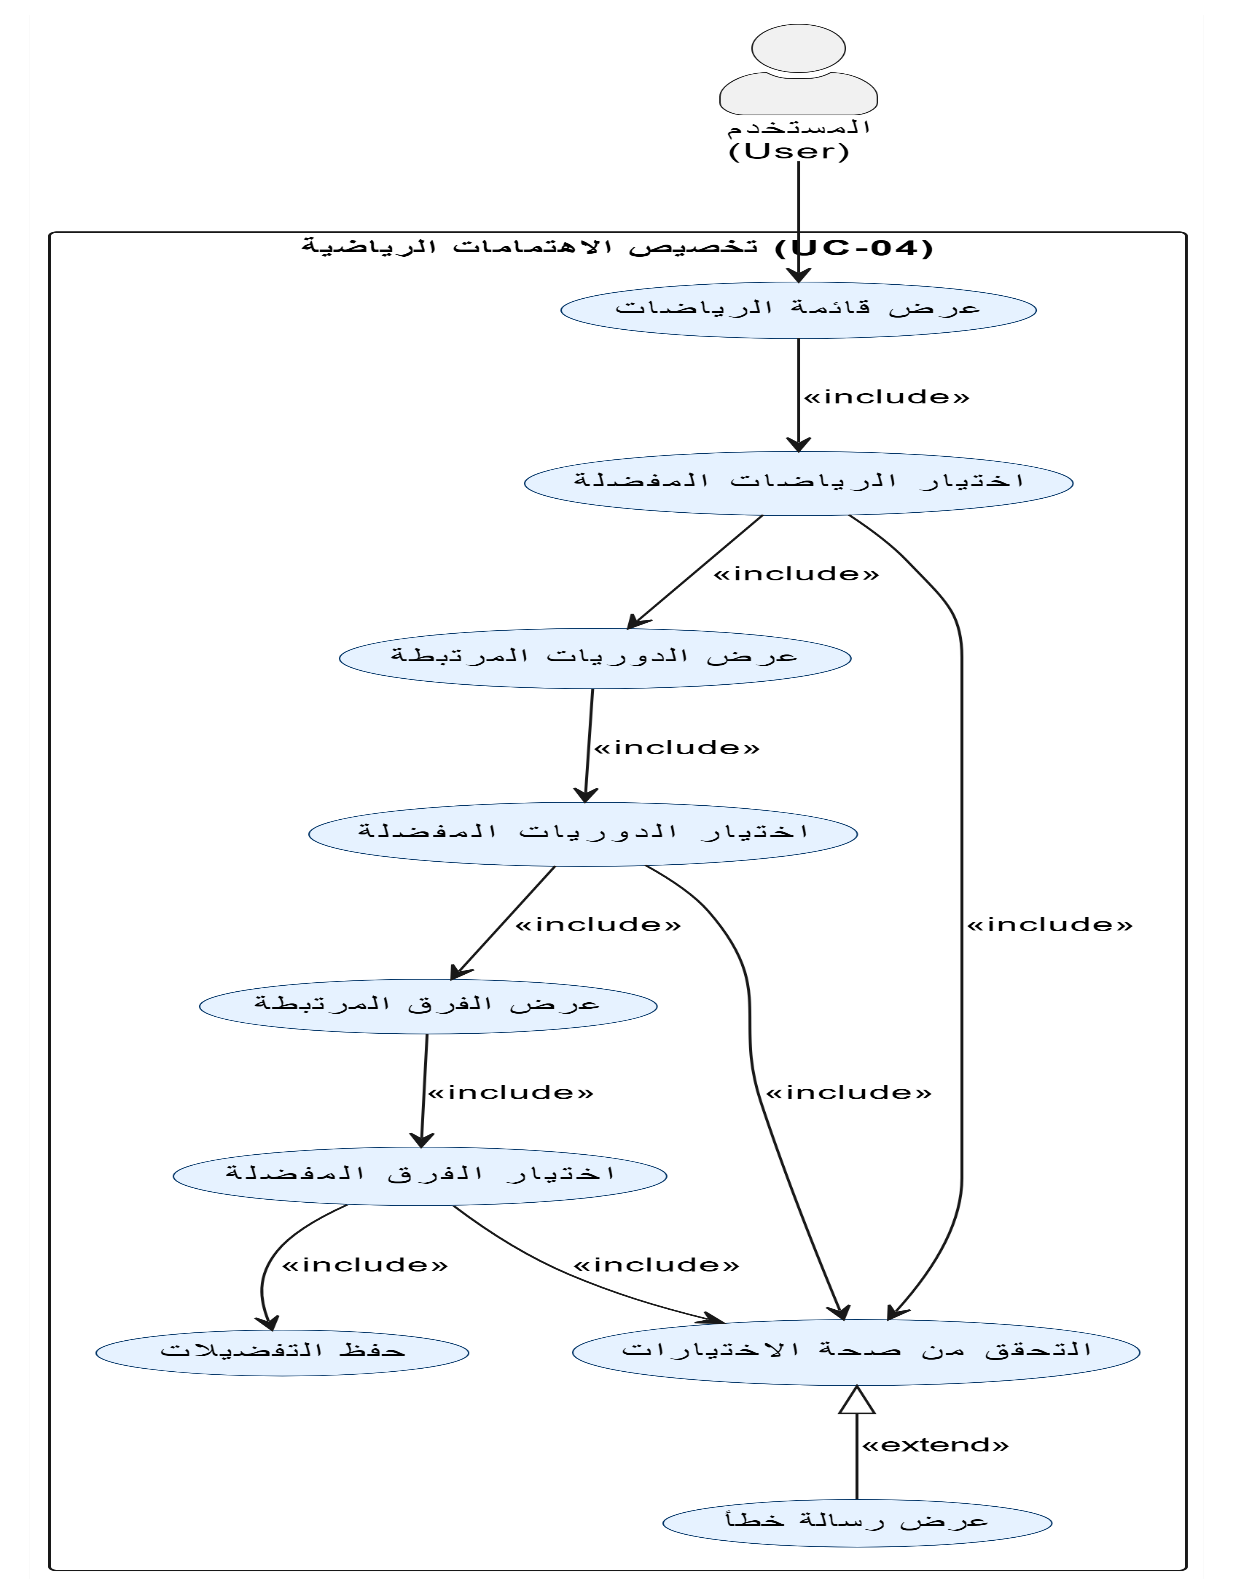 المستخدم
(User)
تخصيص الاهتمامات الرياضية (UC-04)
عرض قائمة الرياضات
«include»
اختيار الرياضات المفضلة
«include»
عرض الدوريات المرتبطة
«include»
اختيار الدوريات المفضلة
«include»
«include»
عرض الفرق المرتبطة
«include»
«include»
اختيار الفرق المفضلة
«include»
«include»
حفظ التفضيلات
التحقق من صحة الاختيارات
«extend»
عرض رسالة خطأ